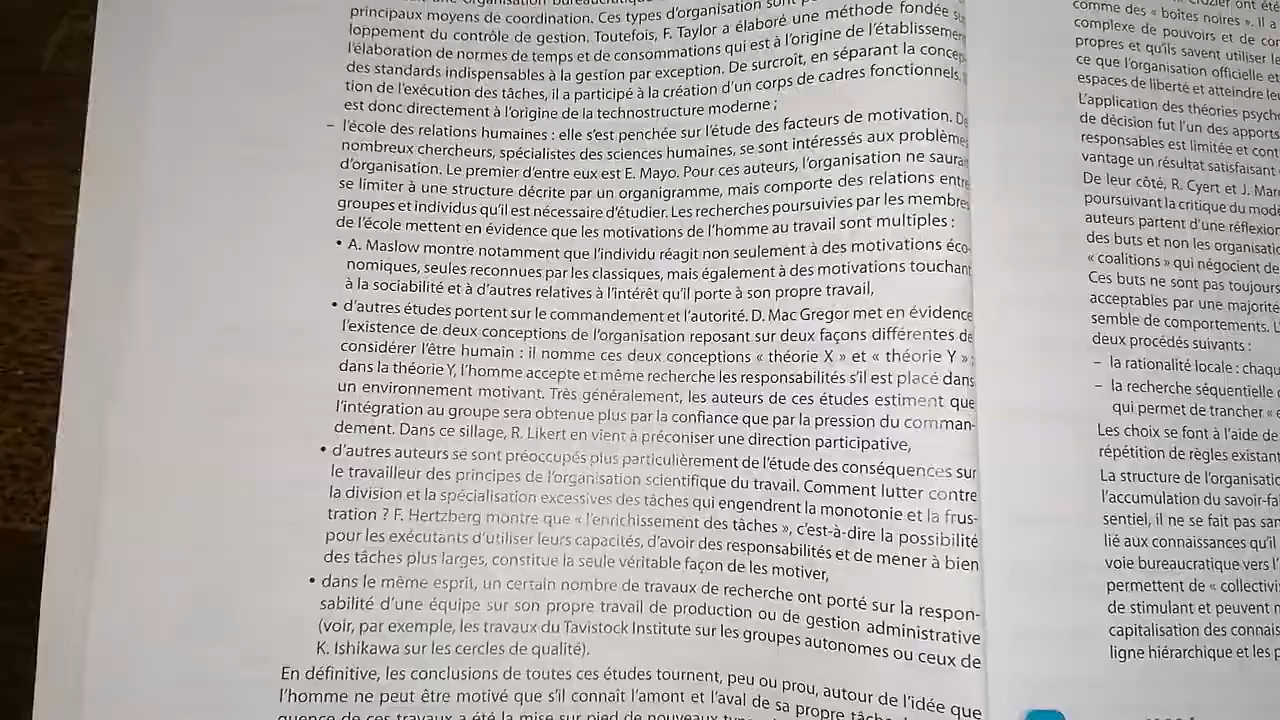 principaux moyens de coordination. Ces types d'organisation sont
loppement du contrôle de gestion. Toutefois, F. Taylor a élaboré une méthode fondée
l'élaboration de normes de temps et de consommations qui est à l'origine de l'établissemen
des standards indispensables à la gestion par exception. De surcroit, en séparant la concep
tion de l'exécution des tâches, il a participé à la création d'un corps de cadres fonctionnels,
est donc directement à l'origine de la technostructure moderne ;
– l'école des relations humaines : elle s'est penchée sur l'étude des facteurs de motivation. De
nombreux chercheurs, spécialistes des sciences humaines, se sont intéressés aux problème
d'organisation. Le premier d'entre eux est E. Mayo. Pour ces auteurs, l'organisation ne saura
se limiter à une structure décrite par un organigramme, mais comporte des relations entre
groupes et individus qu'il est nécessaire d'étudier. Les recherches poursuivies par les membres
de l'école mettent en évidence que les motivations de l'homme au travail sont multiples :
• A. Maslow montre notamment que l'individu réagit non seulement à des motivations éco-
nomiques, seules reconnues par les classiques, mais également à des motivations touchant
à la sociabilité et à d'autres relatives à l'intérêt qu'il porte à son propre travail,
• d'autres études portent sur le commandement et l'autorité. D. Mac Gregor met en évidence
l'existence de deux conceptions de l'organisation reposant sur deux façons différentes de
considérer l'être humain : il nomme ces deux conceptions « théorie X » et « théorie Y » ;
dans la théorie Y, l'homme accepte et même recherche les responsabilités s'il est placé dans
un environnement motivant. Très généralement, les auteurs de ces études estiment que
l'intégration au groupe sera obtenue plus par la confiance que par la pression du comman-
dement. Dans ce sillage, R. Likert en vient à préconiser une direction participative,
• d'autres auteurs se sont préoccupés plus particulièrement de l'étude des conséquences sur
le travailleur des principes de l'organisation scientifique du travail. Comment lutter contre
la division et la spécialisation excessives des tâches qui engendrent la monotonie et la frus-
tration ? F. Hertzberg montre que « l'enrichissement des tâches », c'est-à-dire la possibilité
pour les exécutants d'utiliser leurs capacités, d'avoir des responsabilités et de mener à bien
des tâches plus larges, constitue la seule véritable façon de les motiver,
• dans le même esprit, un certain nombre de travaux de recherche ont porté sur la respon-
sabilité d'une équipe sur son propre travail de production ou de gestion administrative
(voir, par exemple, les travaux du Tavistock Institute sur les groupes autonomes ou ceux de
K. Ishikawa sur les cercles de qualité).
En définitive, les conclusions de toutes ces études tournent, peu ou prou, autour de l'idée que
l'homme ne peut être motivé que s'il connaît l'amont et l'aval de sa propre
comme des « boîtes noires ». Il a
complexe de pouvoirs et de
propres et qu'ils savent utiliser le
ce que l'organisation officielle et
espaces de liberté et atteindre
L'application des théories psych
de décision fut l'un des apports
responsables est limitée et cont
vantage un résultat satisfaisant
De leur côté, R. Cyert et J. Mar
poursuivant la critique du mod
auteurs partent d'une réflexion
des buts et non les organisatio
« coalitions » qui négocient de
Ces buts ne sont pas toujours
acceptables par une majorité
semble de comportements.
deux procédés suivants :
– la rationalité locale : chaqu
– la recherche séquentielle
qui permet de trancher «
Les choix se font à l'aide de
répétition de règles existant
La structure de l'organisatio
l'accumulation du savoir-fa
sentiel, il ne se fait pas san
lié aux connaissances qu'il
voie bureaucratique vers l'
permettent de « collectivi
de stimulant et peuvent
capitalisation des connais
ligne hiérarchique et les